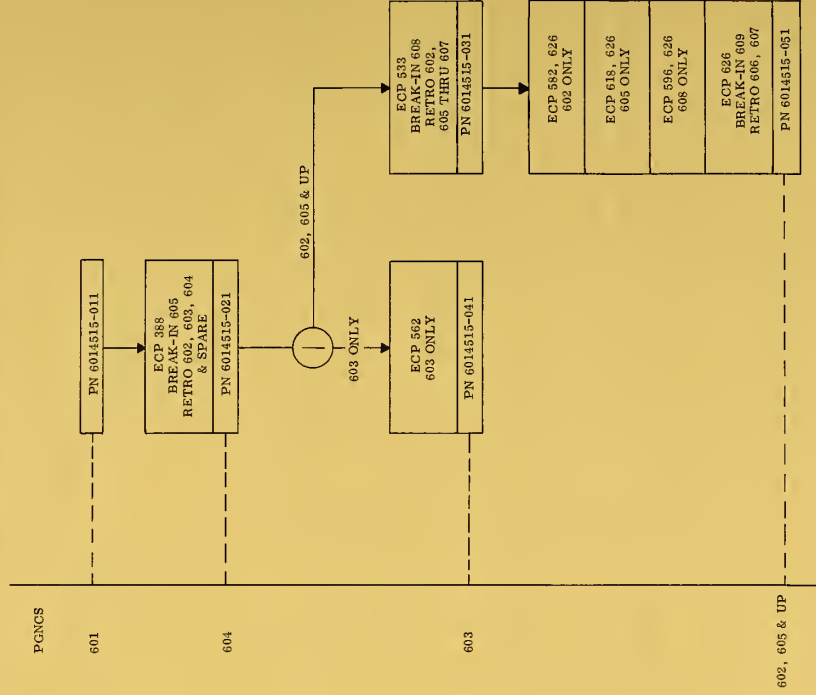 PGNCS
601
PN 6014515-011
604
ECP 388
BREAK-IN 605
RETRO 602, 603, 604
& SPARE
PN 6014515-021
602, 605 & UP
603 ONLY
603
ECP 562
603 ONLY
PN 6014515-041
ECP 533
BREAK-IN 608
RETRO 602,
605 THRU 607
PN 6014515-031
602, 605 & UP
ECP 582, 626
602 ONLY
ECP 618, 626
605 ONLY
ECP 596, 626
608 ONLY
ECP 626
BREAK-IN 609
RETRO 606, 607
PN 6014515-051